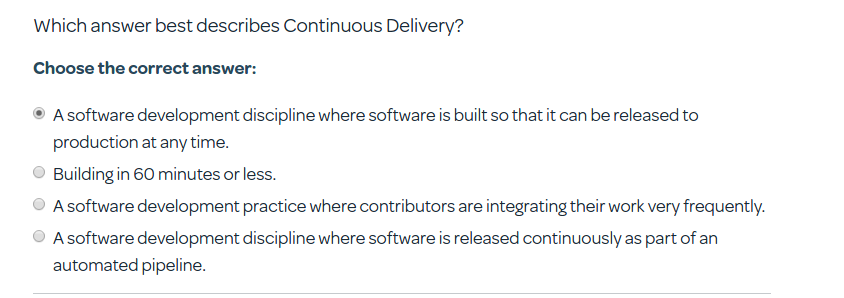 Which answer best describes Continuous Delivery?
Choose the correct answer:
A software development discipline where software is built so that it can be released to
production at any time.
Building in 60 minutes or less.
A software development practice where contributors are integrating their work very frequently.
A software development discipline where software is released continuously as part of an
automated pipeline.